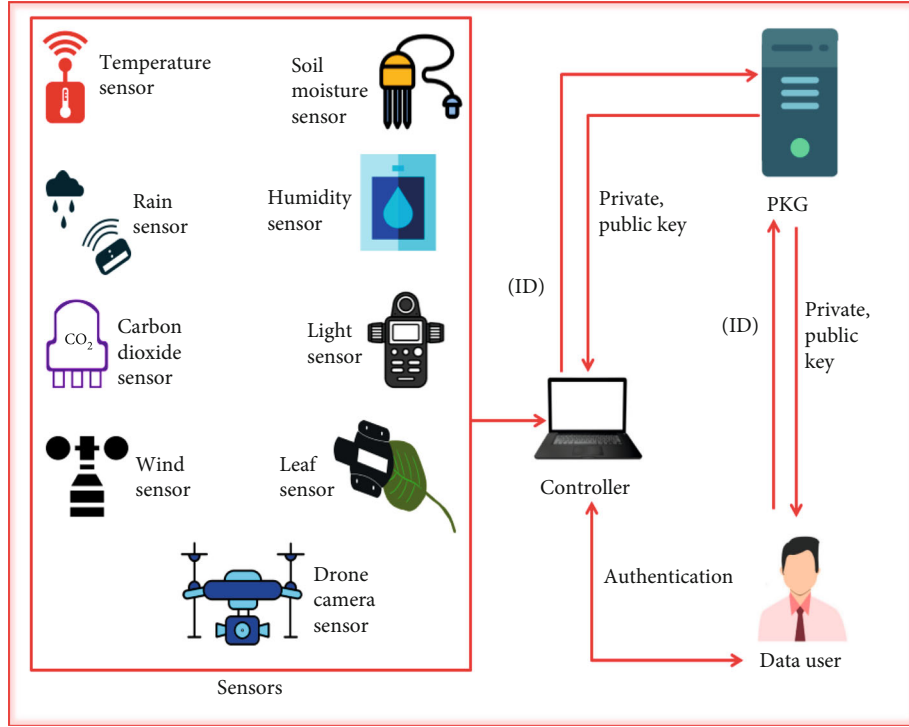 Temperature
sensor
Soil
moisture
sensor
Rain
sensor
Humidity
sensor
CO₂
Carbon
dioxide
sensor
Light
sensor
Wind
sensor
Leaf
sensor
Drone
camera
sensor
Sensors
(ID)
Private,
public key
PKG
(ID)
Private,
public
key
Controller
Authentication
Data user